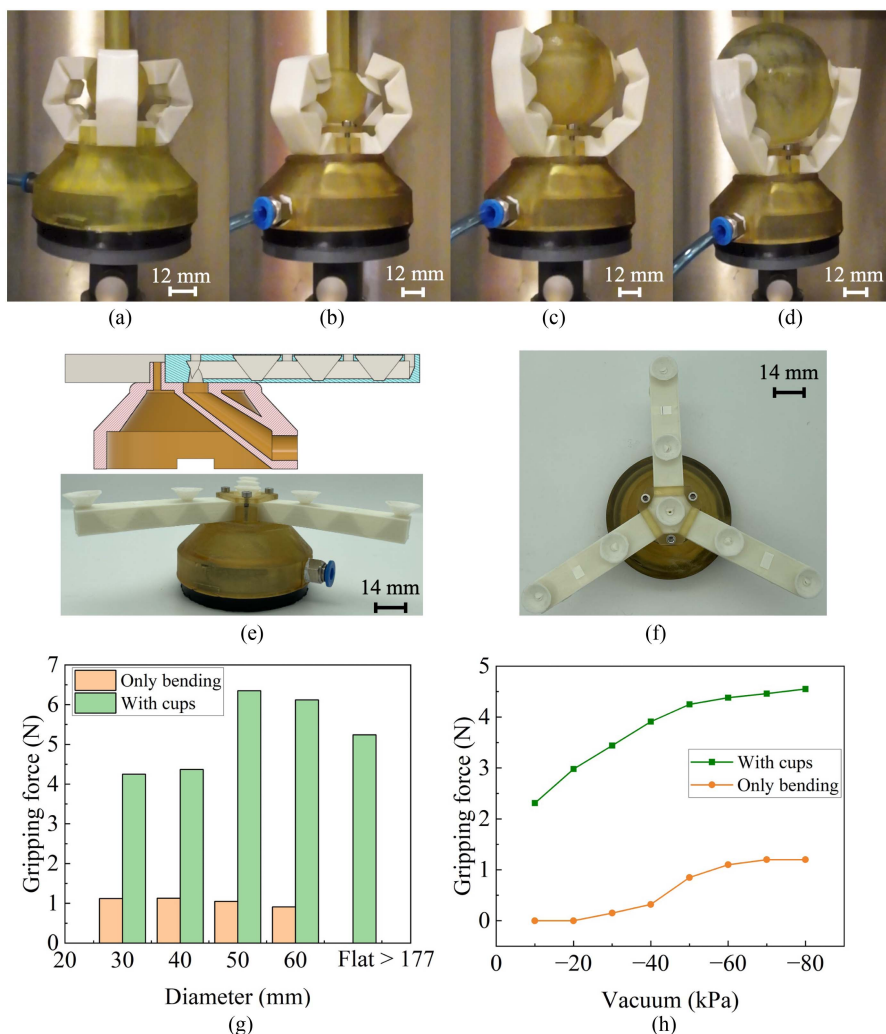 12 mm
12 mm
12 mm
12 mm
(a)
(b)
(c)
(d)
14 mm
14 mm
(e)
(f)
Gripping force (N)
7
6
5
4
3
2
1
0
Only bending
With cups
20
30
40
50
60
Flat > 177
Diameter (mm)
(g)
Gripping force (N)
5
4
3
2
1
0
With cups
Only bending
0
−20
−40
−60
−80
Vacuum (kPa)
(h)